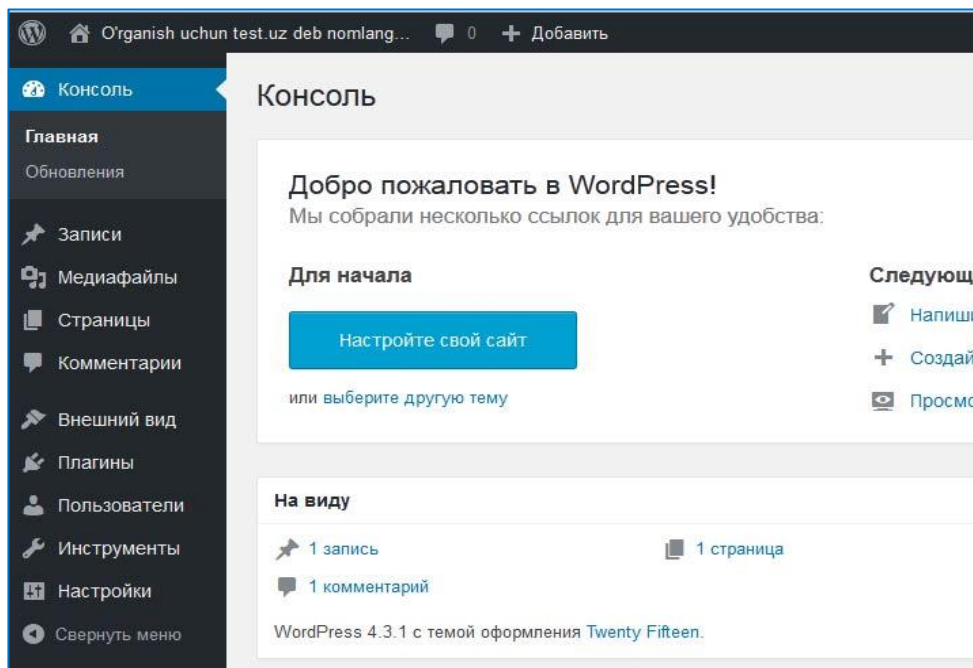 O'rganish uchun test.uz deb nomlang... 0 Добавить
Консоль
Главная
Обновления
Записи
Медиафайлы
Страницы
Комментарии
Внешний вид
Плагины
Пользователи
Инструменты
Настройки
Свернуть меню
Консоль
Добро пожаловать в WordPress!
Мы собрали несколько ссылок для вашего удобства:
Для начала
Настройте свой сайт
или выберите другую тему
На виду
1 запись
1 страница
1 комментарий
WordPress 4.3.1 с темой оформления Twenty Fifteen.